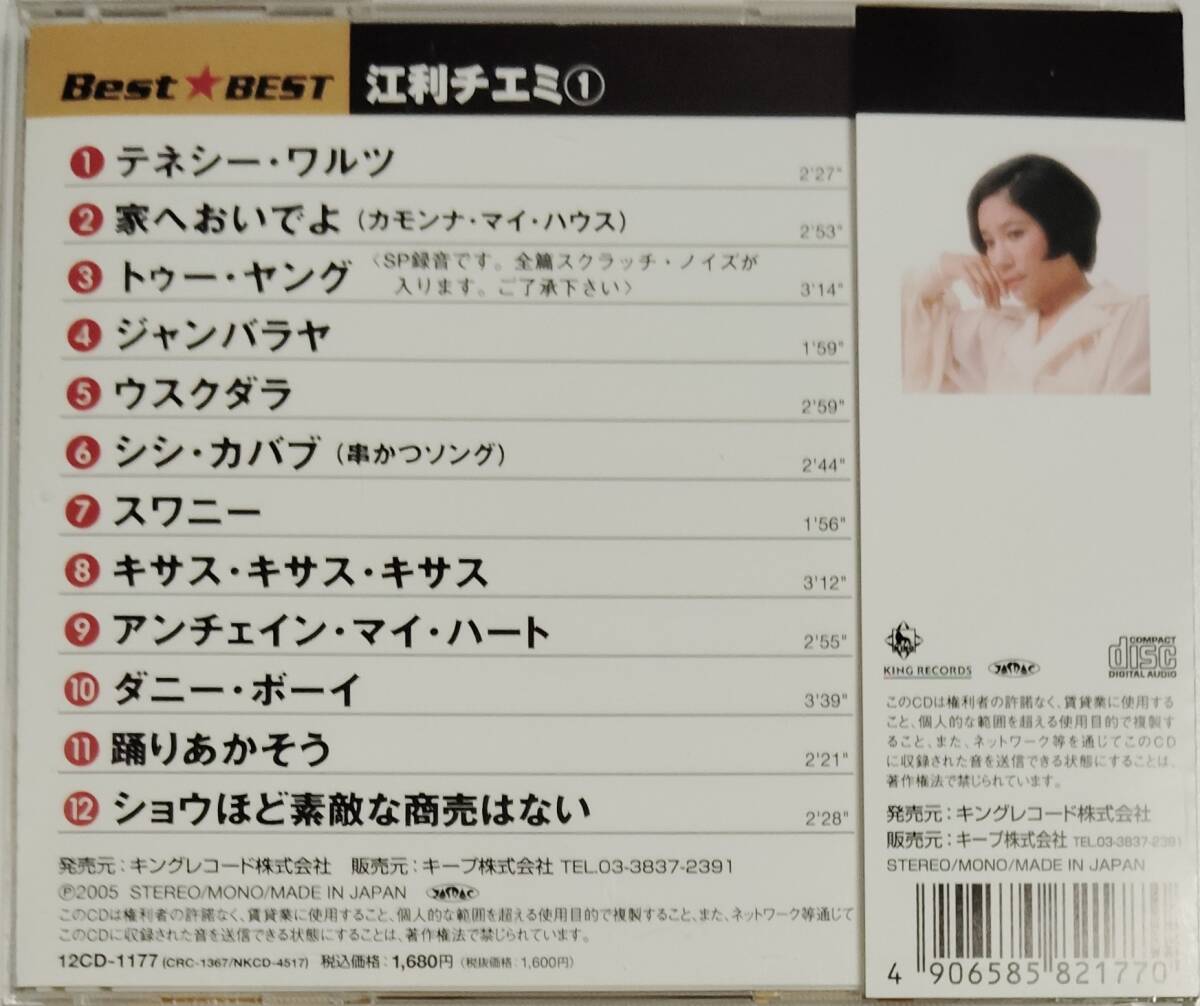 Best★BEST 江利チエミ①
1 テネシー・ワルツ 2'27"
2 家へおいでよ（カモンナ・マイ・ハウス） 2'53"
3 トゥー・ヤング 〈SP録音です。全篇スクラッチ・ノイズが
入ります。ご了承下さい〉 3'14"
4 ジャンバラヤ 1'59"
5 ウスクダラ 2'59"
6 シシ・カバブ（串かつソング） 2'44"
7 スワニー 1'56"
8 キサス・キサス・キサス 3'12"
9 アンチェイン・マイ・ハート 2'55"
10 ダニー・ボーイ 3'39"
11 踊りあかそう 2'21"
12 ショウほど素敵な商売はない 2'28"
発売元：キングレコード株式会社 販売元：キープ株式会社 TEL.03-3837-2391
Ⓟ2005 STEREO/MONO/MADE IN JAPAN JASRAC
このCDは権利者の許諾なく、賃貸業に使用すること、個人的な範囲を超える使用目的で複製すること、また、ネットワーク等通じて
このCDに収録された音を送信できる状態にすることは、著作権法で禁じられています。
12CD-1177 (CRC-1367/NKCD-4517) 税込価格：1,680円（税抜価格：1,600円）
KING
KING RECORDS JASRAC COMPACT disc DIGITAL AUDIO
このCDは権利者の許諾なく、賃貸業に使用する
こと、個人的な範囲を超える使用目的で複製す
ること、また、ネットワーク等を通じてこのCD
に収録された音を送信できる状態にすることは、
著作権法で禁じられています。
発売元：キングレコード株式会社
販売元：キープ株式会社 TEL.03-3837-2391
STEREO/MONO/MADE IN JAPAN
4 906585 821770